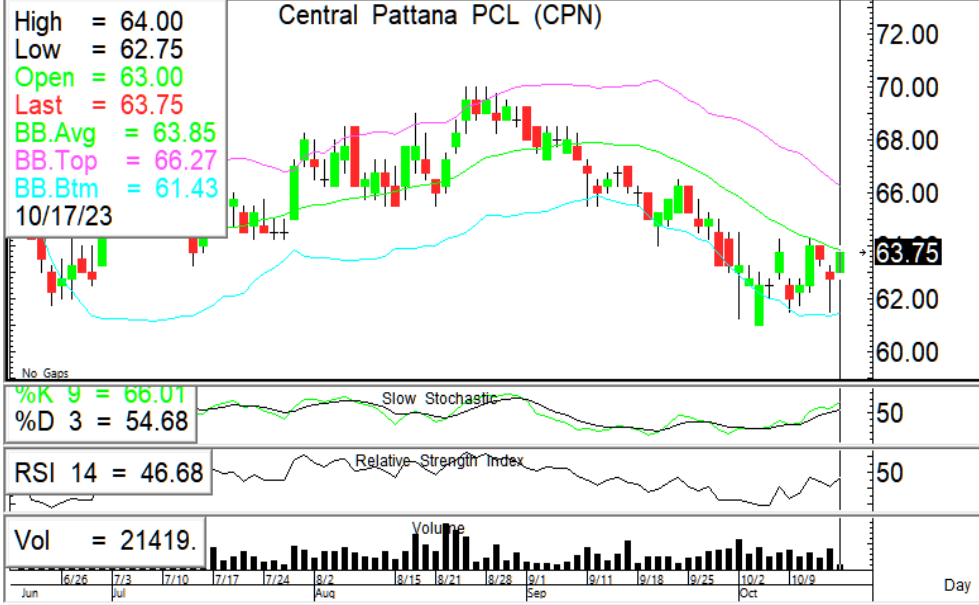 Central Pattana PCL (CPN)
High = 64.00
Low = 62.75
Open = 63.00
Last = 63.75
BB.Avg = 63.85
BB.Top = 66.27
BB.Btm = 61.43
10/17/23
72.00
70.00
68.00
66.00
63.75
62.00
60.00
No Gaps
%K 9 = 66.01
%D 3 = 54.68
Slow Stochastic
50
RSI 14 = 46.68
Relative Strength Index
50
Vol = 21419.
Volume
6/26 7/3 7/10 7/17 7/24 8/2 8/15 8/21 8/28 9/1 9/11 9/18 9/25 10/2 10/9
Jun Jul Aug Sep Oct
Day